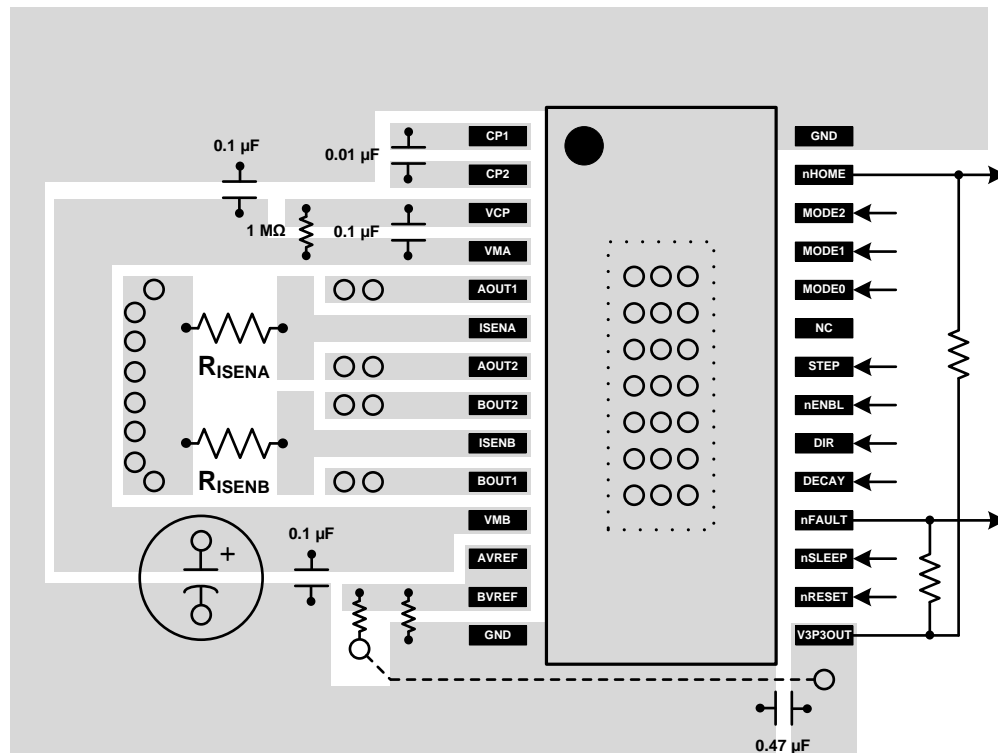 CP1
CP2
VCP
VMA
AOUT1
ISENA
AOUT2
BOUT2
ISENB
BOUT1
VMB
AVREF
BVREF
GND
GND
nHOME
MODE2
MODE1
MODE0
NC
STEP
nENBL
DIR
DECAY
nFAULT
nSLEEP
nRESET
V3P3OUT
0.1 µF
0.01 µF
1 MΩ
0.1 µF
RISENA
RISENB
+
0.1 µF
0.47 µF